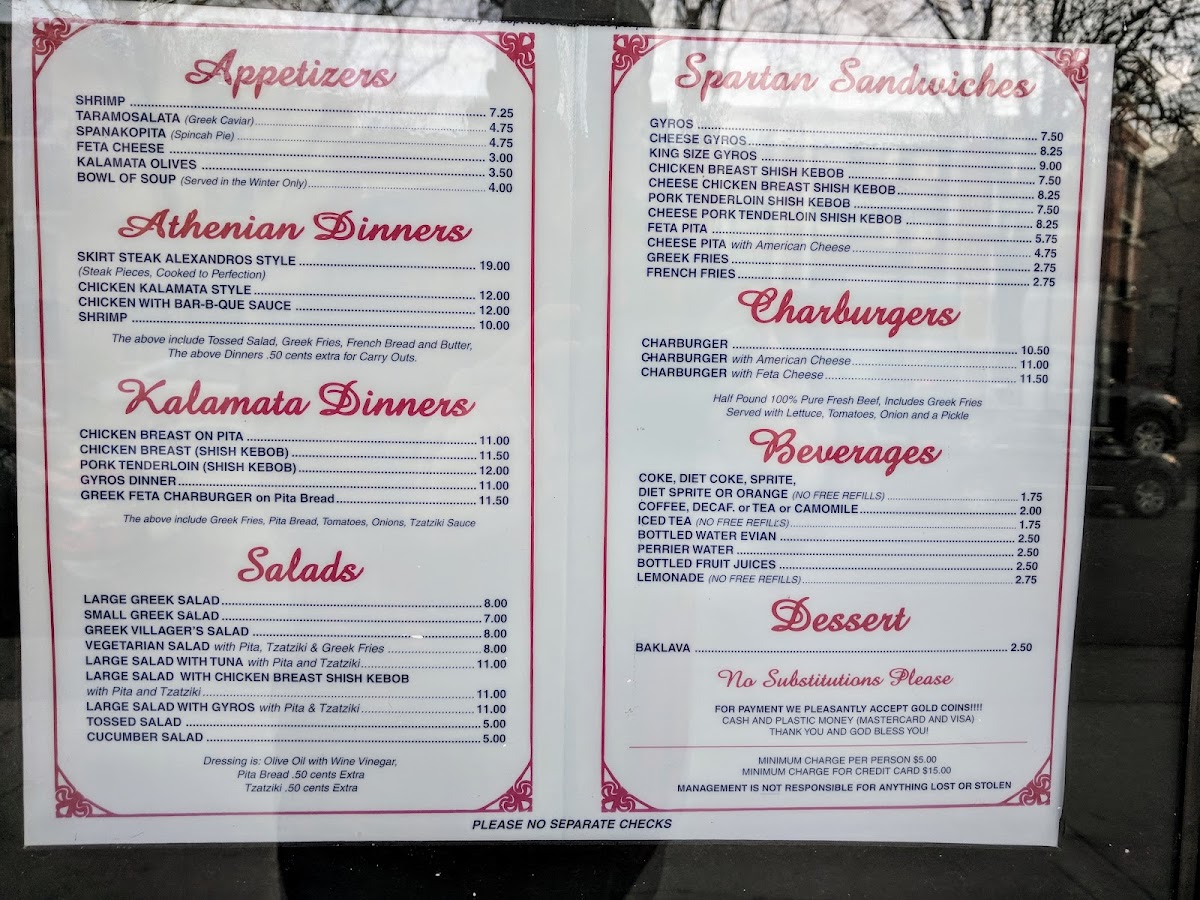 Appetizers
SHRIMP 7.25
TARAMOSALATA (Greek Caviar) 4.75
SPANAKOPITA (Spincah Pie) 4.75
FETA CHEESE 3.00
KALAMATA OLIVES 3.50
BOWL OF SOUP (Served in the Winter Only) 4.00
Athenian Dinners
SKIRT STEAK ALEXANDROS STYLE 19.00
(Steak Pieces, Cooked to Perfection)
CHICKEN KALAMATA STYLE 12.00
CHICKEN WITH BAR-B-QUE SAUCE 12.00
SHRIMP 10.00
The above include Tossed Salad, Greek Fries, French Bread and Butter,
The above Dinners .50 cents extra for Carry Outs.
Kalamata Dinners
CHICKEN BREAST ON PITA 11.00
CHICKEN BREAST (SHISH KEBOB) 11.50
PORK TENDERLOIN (SHISH KEBOB) 12.00
GYROS DINNER 11.00
GREEK FETA CHARBURGER on Pita Bread 11.50
The above include Greek Fries, Pita Bread, Tomatoes, Onions, Tzatziki Sauce
Salads
LARGE GREEK SALAD 8.00
SMALL GREEK SALAD 7.00
GREEK VILLAGER'S SALAD 8.00
VEGETARIAN SALAD with Pita, Tzatziki & Greek Fries 8.00
LARGE SALAD WITH TUNA with Pita and Tzatziki 11.00
LARGE SALAD WITH CHICKEN BREAST SHISH KEBOB
with Pita and Tzatziki 11.00
LARGE SALAD WITH GYROS with Pita & Tzatziki 11.00
TOSSED SALAD 5.00
CUCUMBER SALAD 5.00
Dressing is: Olive Oil with Wine Vinegar,
Pita Bread .50 cents Extra
Tzatziki .50 cents Extra
Spartan Sandwiches
GYROS 7.50
CHEESE GYROS 8.25
KING SIZE GYROS 9.00
CHICKEN BREAST SHISH KEBOB 7.50
CHEESE CHICKEN BREAST SHISH KEBOB 8.25
PORK TENDERLOIN SHISH KEBOB 7.50
CHEESE PORK TENDERLOIN SHISH KEBOB 8.25
FETA PITA 5.75
CHEESE PITA with American Cheese 4.75
GREEK FRIES 2.75
FRENCH FRIES 2.75
Charburgers
CHARBURGER 10.50
CHARBURGER with American Cheese 11.00
CHARBURGER with Feta Cheese 11.50
Half Pound 100% Pure Fresh Beef, Includes Greek Fries
Served with Lettuce, Tomatoes, Onion and a Pickle
Beverages
COKE, DIET COKE, SPRITE,
DIET SPRITE OR ORANGE (NO FREE REFILLS) 1.75
COFFEE, DECAF. or TEA or CAMOMILE 2.00
ICED TEA (NO FREE REFILLS) 1.75
BOTTLED WATER EVIAN 2.50
PERRIER WATER 2.50
BOTTLED FRUIT JUICES 2.50
LEMONADE (NO FREE REFILLS) 2.75
Dessert
BAKLAVA 2.50
No Substitutions Please
FOR PAYMENT WE PLEASANTLY ACCEPT GOLD COINS!!!!
CASH AND PLASTIC MONEY (MASTERCARD AND VISA)
THANK YOU AND GOD BLESS YOU!
MINIMUM CHARGE PER PERSON $5.00
MINIMUM CHARGE FOR CREDIT CARD $15.00
MANAGEMENT IS NOT RESPONSIBLE FOR ANYTHING LOST OR STOLEN
PLEASE NO SEPARATE CHECKS